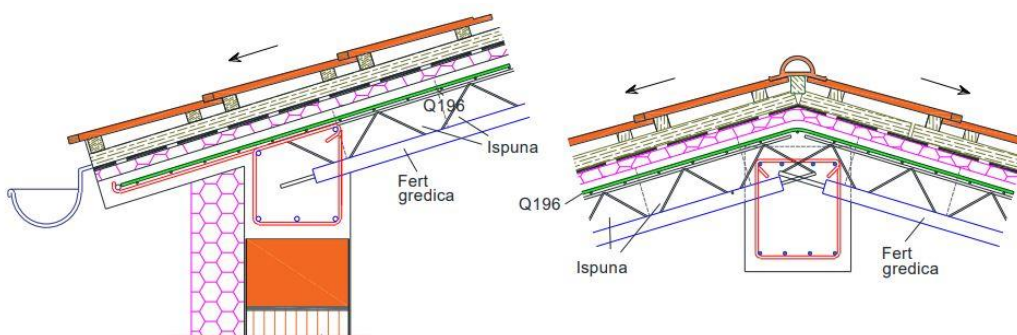 Q196
Ispuna
Fert
gredica
Q196
Ispuna
Fert
gredica